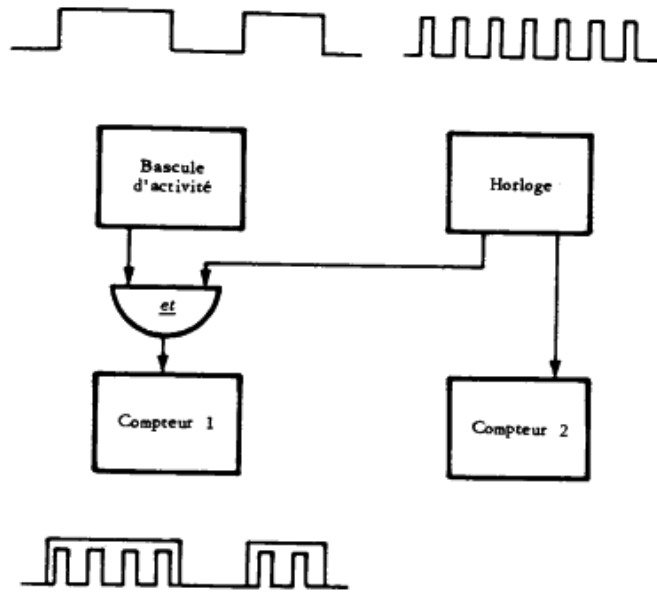 Bascule
d'activité
Horloge
et
Compteur 1
Compteur 2